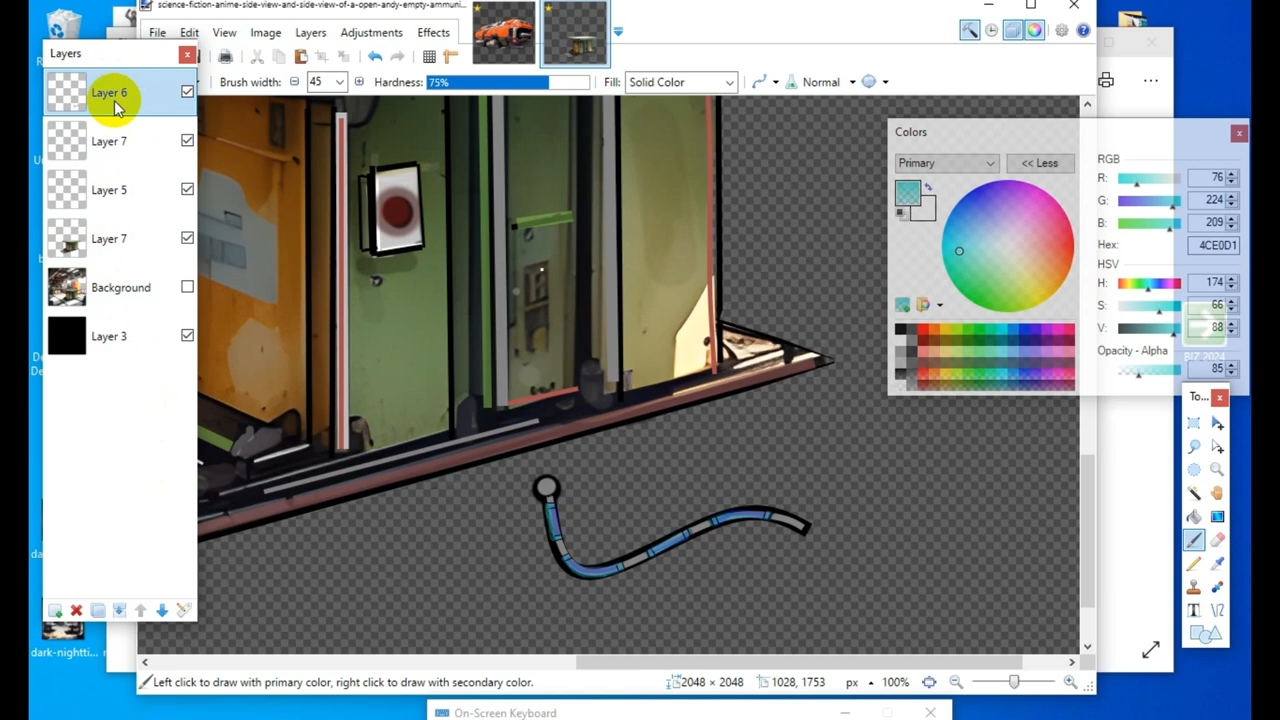 science-fiction-anime-side-view-and-side-view-of-a-open-andy-empty-ammuni...
Layers
File Edit View Image Layers Adjustments Effects
Brush width: 45 Hardness: 75% Fill: Solid Color Normal
Layer 6
Layer 7
Layer 5
Layer 7
Background
Layer 3
Colors
Primary << Less
RGB
R: 76
G: 224
B: 209
Hex: 4CE0D1
HSV
H: 174
S: 66
V: 88
Opacity - Alpha
85
BIZ 2024
To...
dark-nightti...
Left click to draw with primary color, right click to draw with secondary color. 2048 × 2048 1028, 1753 px 100%
On-Screen Keyboard